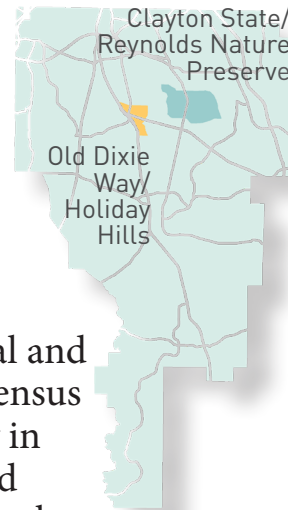 Clayton State/
Reynolds Nature
Preserve
Old Dixie
Way/
Holiday
Hills
al and
ensus
in
d